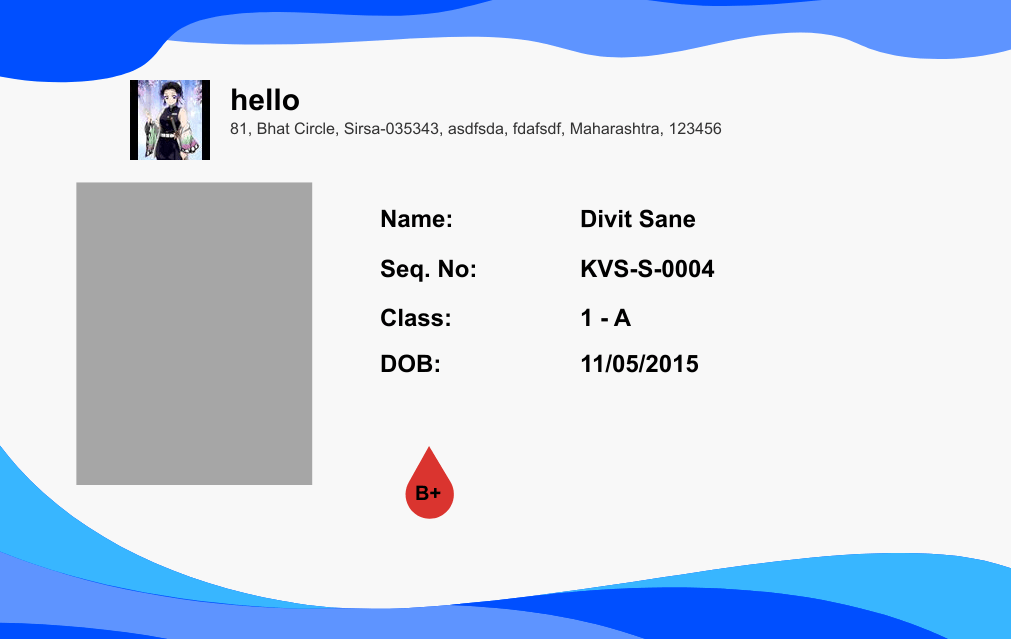 hello
81, Bhat Circle, Sirsa-035343, asdfsda, fdafsdf, Maharashtra, 123456
Name: Divit Sane
Seq. No: KVS-S-0004
Class: 1 - A
DOB: 11/05/2015
B+